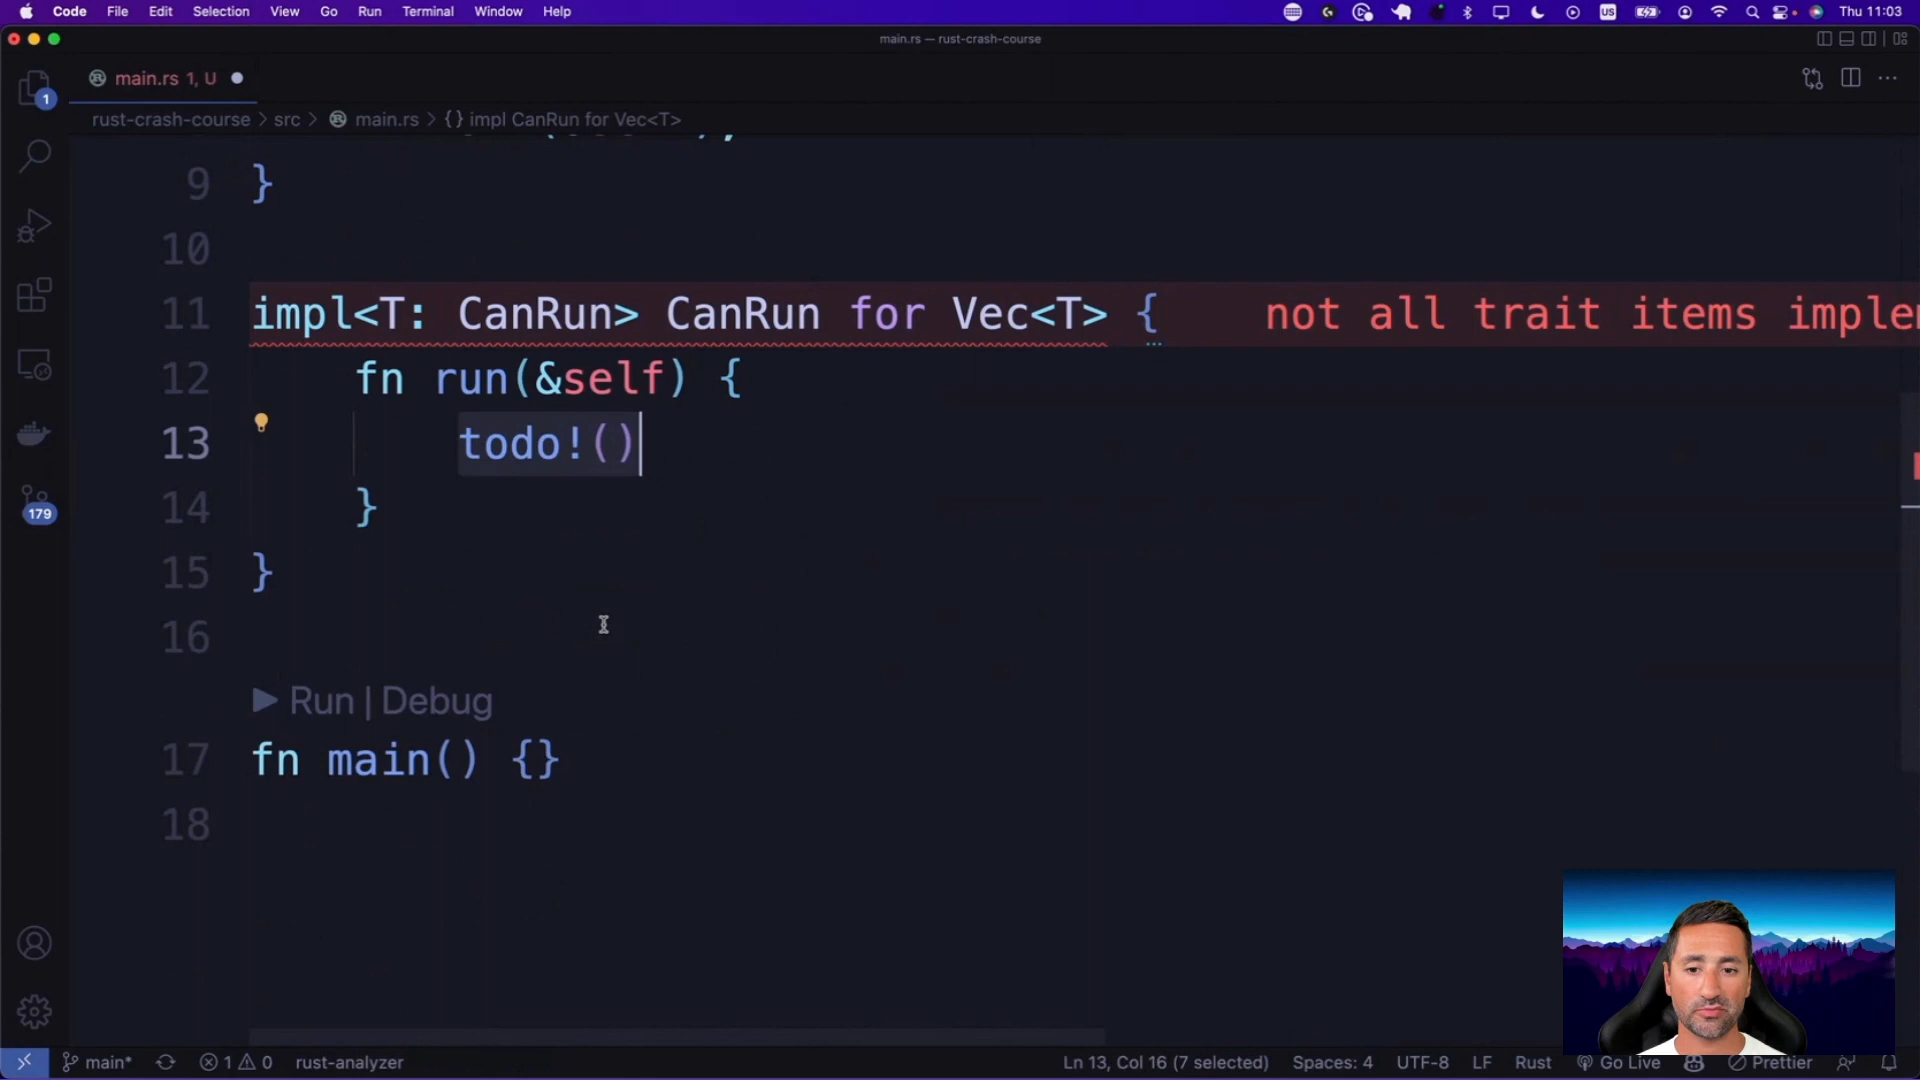 Code File Edit Selection View Go Run Terminal Window Help US Thu 11:03
main.rs — rust-crash-course
main.rs 1, U
1
rust-crash-course > src > main.rs > {} impl CanRun for Vec<T>
9 }
10
11 impl<T: CanRun> CanRun for Vec<T> { not all trait items implem
12 fn run(&self) {
13 todo!()
14 }
15 }
16
179
Run | Debug
17 fn main() {}
18
main* 1 0 rust-analyzer Ln 13, Col 16 (7 selected) Spaces: 4 UTF-8 LF Rust Go Live Prettier